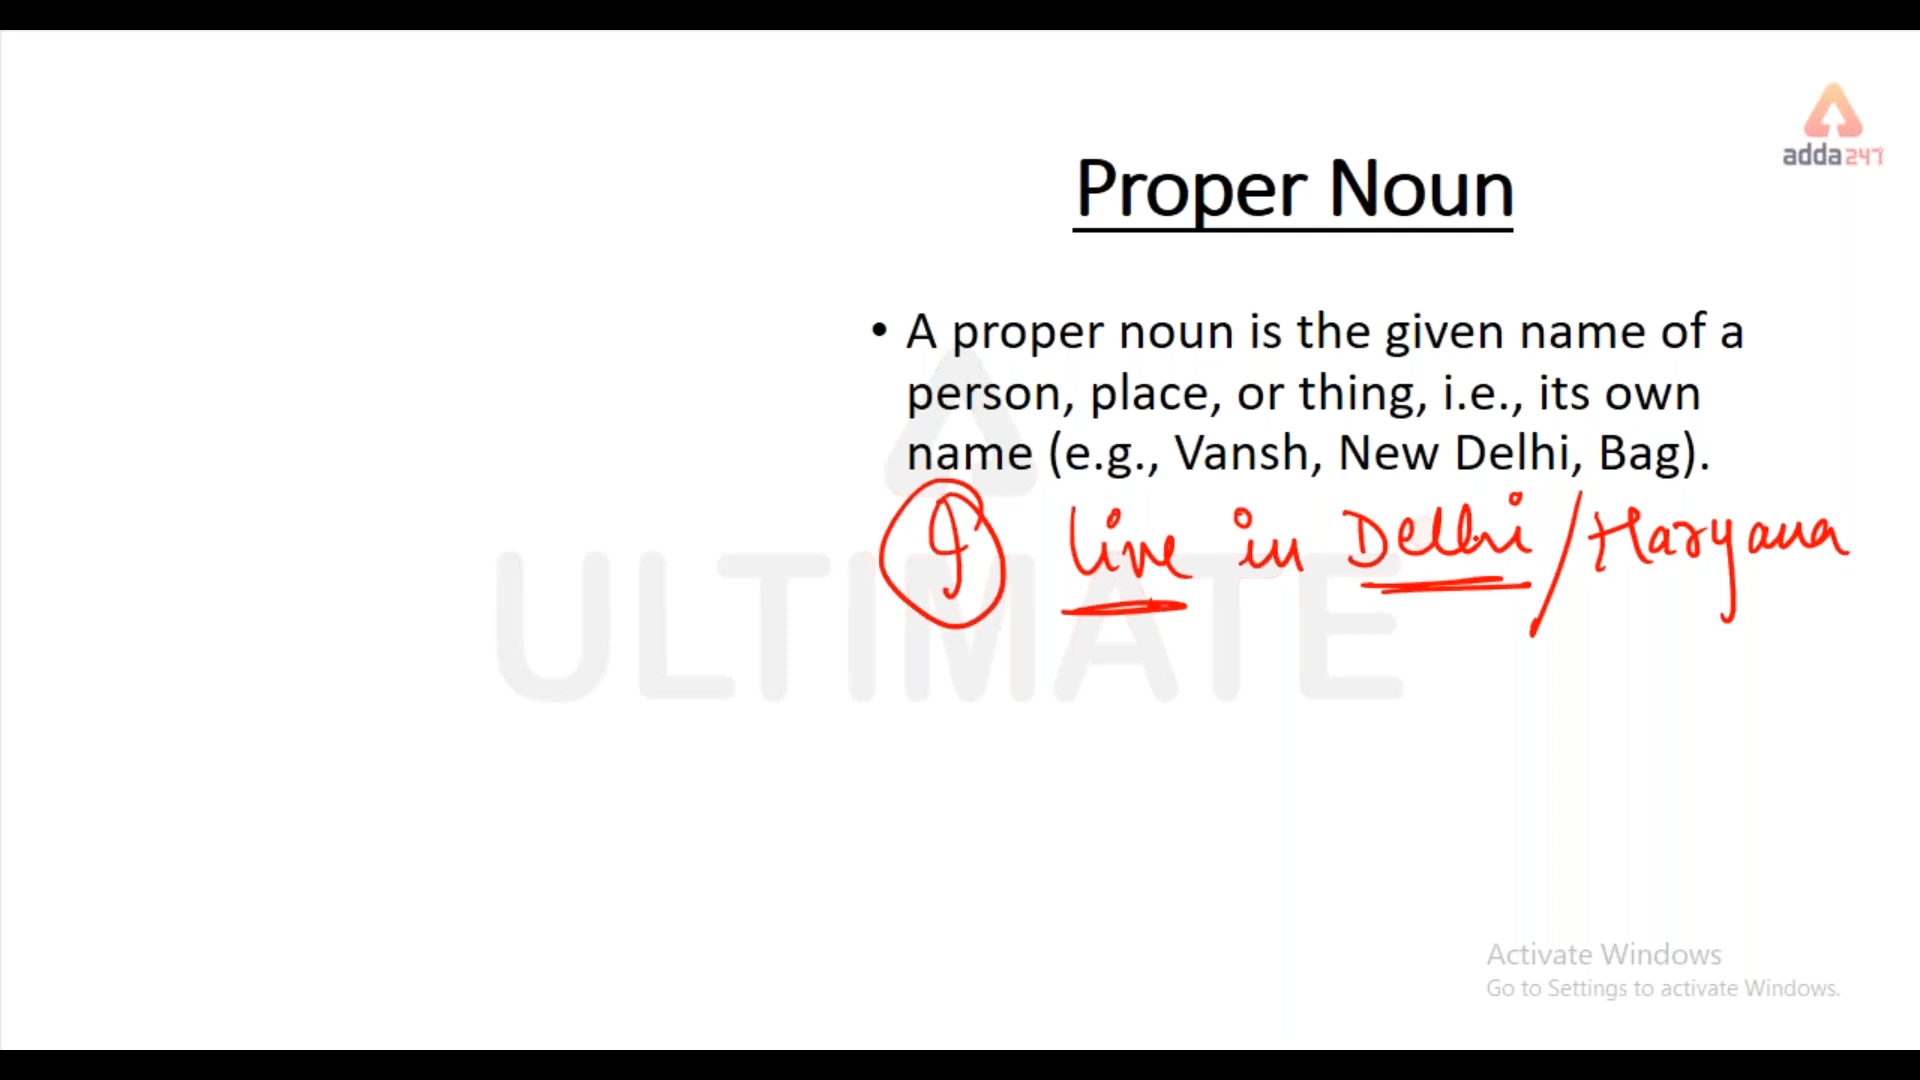 adda247
Proper Noun
• A proper noun is the given name of a
person, place, or thing, i.e., its own
name (e.g., Vansh, New Delhi, Bag).
I live in Delhi / Haryana
ULTIMATE
Activate Windows
Go to Settings to activate Windows.